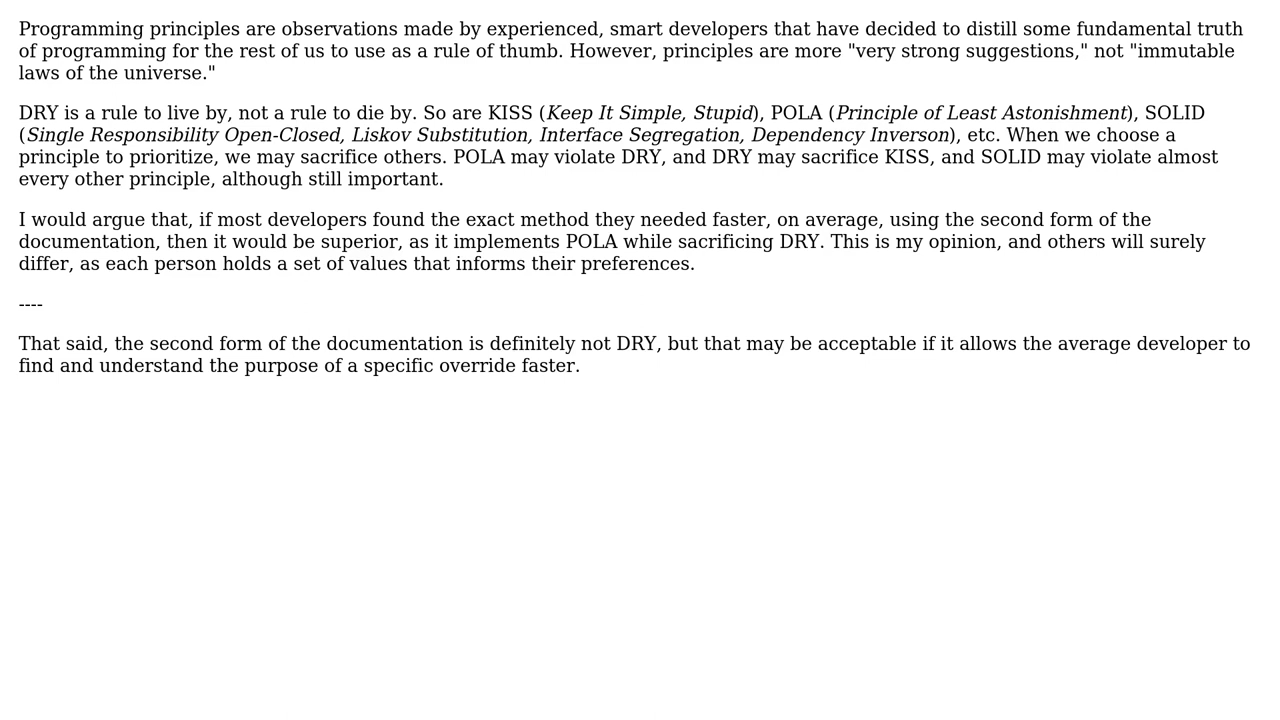 Programming principles are observations made by experienced, smart developers that have decided to distill some fundamental truth
of programming for the rest of us to use as a rule of thumb. However, principles are more "very strong suggestions," not "immutable
laws of the universe."
DRY is a rule to live by, not a rule to die by. So are KISS (Keep It Simple, Stupid), POLA (Principle of Least Astonishment), SOLID
(Single Responsibility Open-Closed, Liskov Substitution, Interface Segregation, Dependency Inverson), etc. When we choose a
principle to prioritize, we may sacrifice others. POLA may violate DRY, and DRY may sacrifice KISS, and SOLID may violate almost
every other principle, although still important.
I would argue that, if most developers found the exact method they needed faster, on average, using the second form of the
documentation, then it would be superior, as it implements POLA while sacrificing DRY. This is my opinion, and others will surely
differ, as each person holds a set of values that informs their preferences.
----
That said, the second form of the documentation is definitely not DRY, but that may be acceptable if it allows the average developer to
find and understand the purpose of a specific override faster.